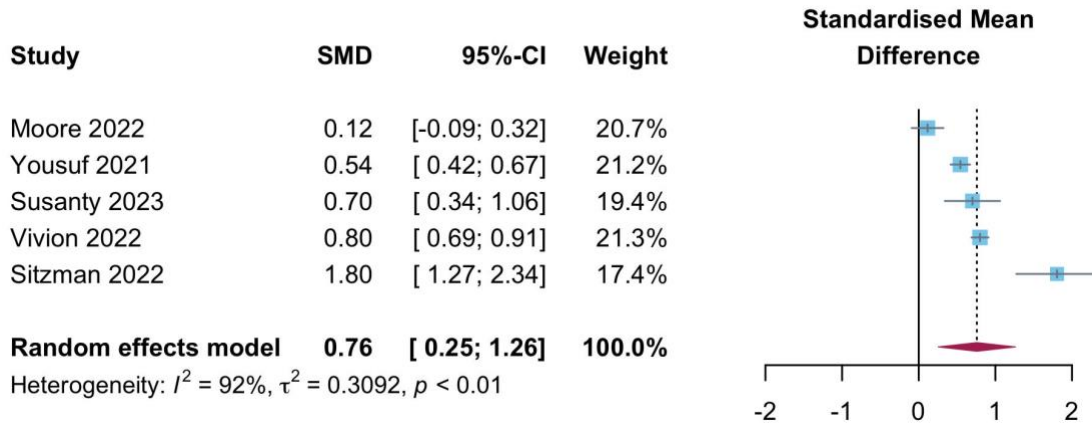 Standardised Mean
Study SMD 95%-CI Weight Difference
Moore 2022 0.12 [-0.09; 0.32] 20.7%
Yousuf 2021 0.54 [ 0.42; 0.67] 21.2%
Susanty 2023 0.70 [ 0.34; 1.06] 19.4%
Vivion 2022 0.80 [ 0.69; 0.91] 21.3%
Sitzman 2022 1.80 [ 1.27; 2.34] 17.4%
Random effects model 0.76 [ 0.25; 1.26] 100.0%
Heterogeneity: I² = 92%, τ² = 0.3092, p < 0.01
-2 -1 0 1 2